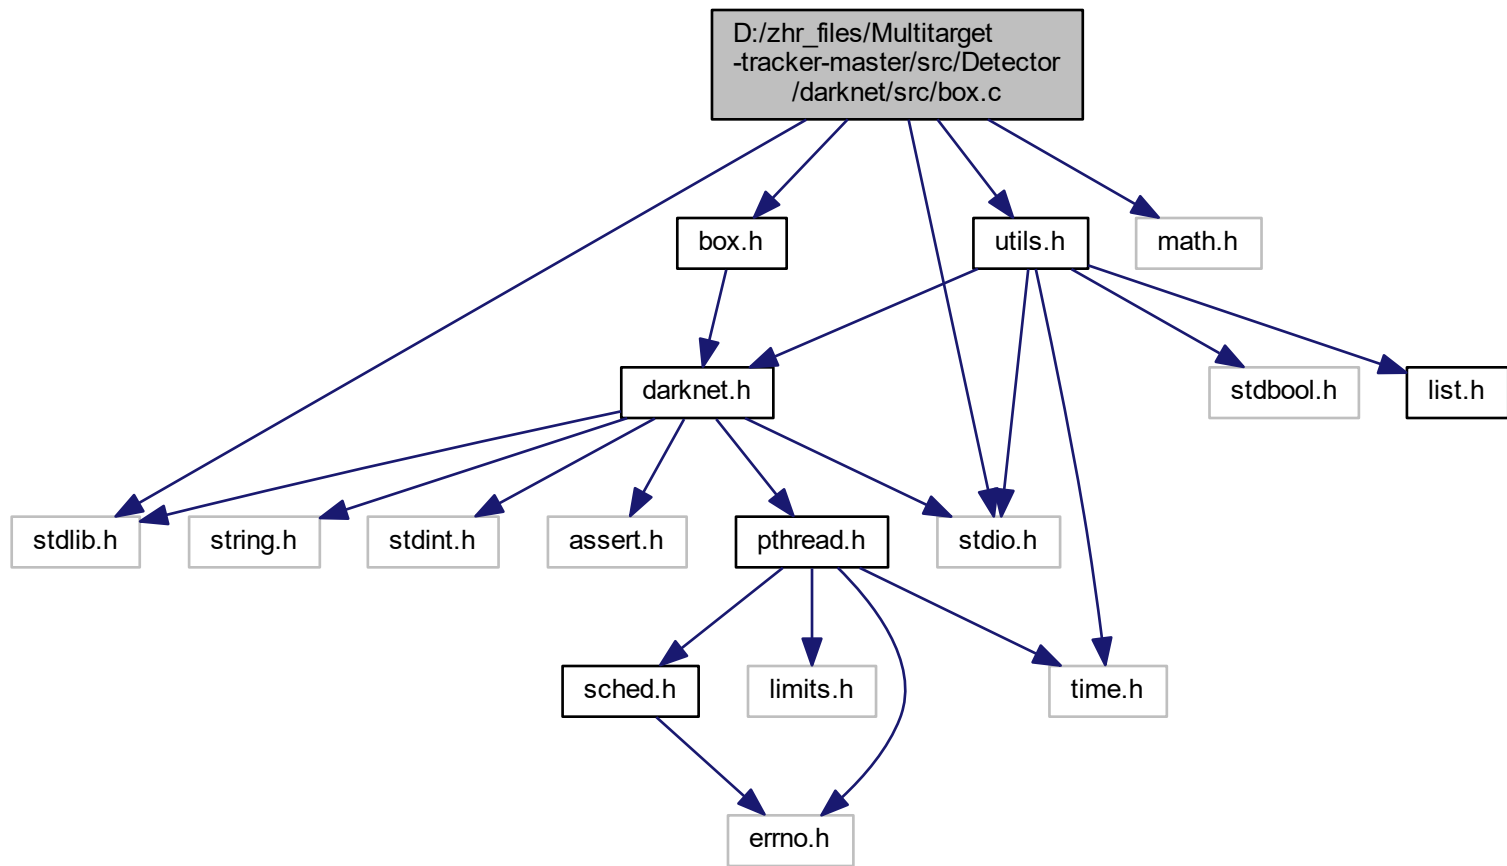 D:/zhr_files/Multitarget
-tracker-master/src/Detector
/darknet/src/box.c
box.h
utils.h
math.h
darknet.h
stdbool.h
list.h
stdlib.h
string.h
stdint.h
assert.h
pthread.h
stdio.h
sched.h
limits.h
time.h
errno.h